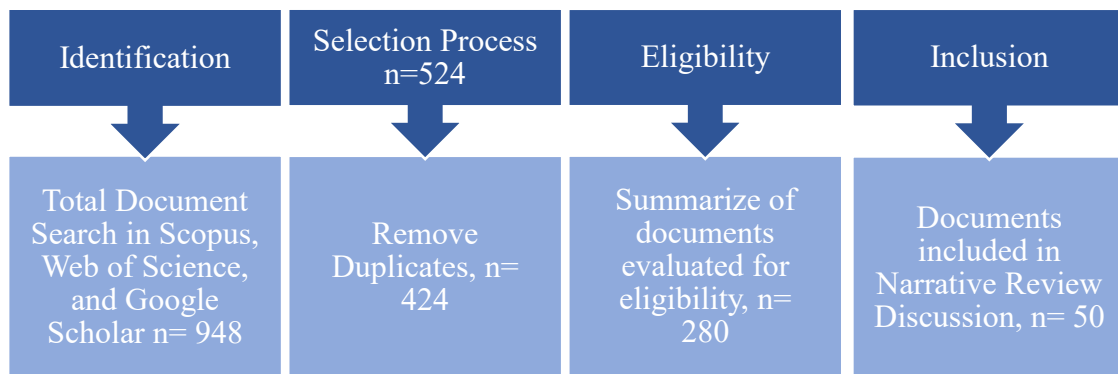 Identification
Selection Process
n=524
Eligibility
Inclusion
Total Document
Search in Scopus,
Web of Science,
and Google
Scholar n= 948
Remove
Duplicates, n=
424
Summarize of
documents
evaluated for
eligibility, n=
280
Documents
included in
Narrative Review
Discussion, n= 50